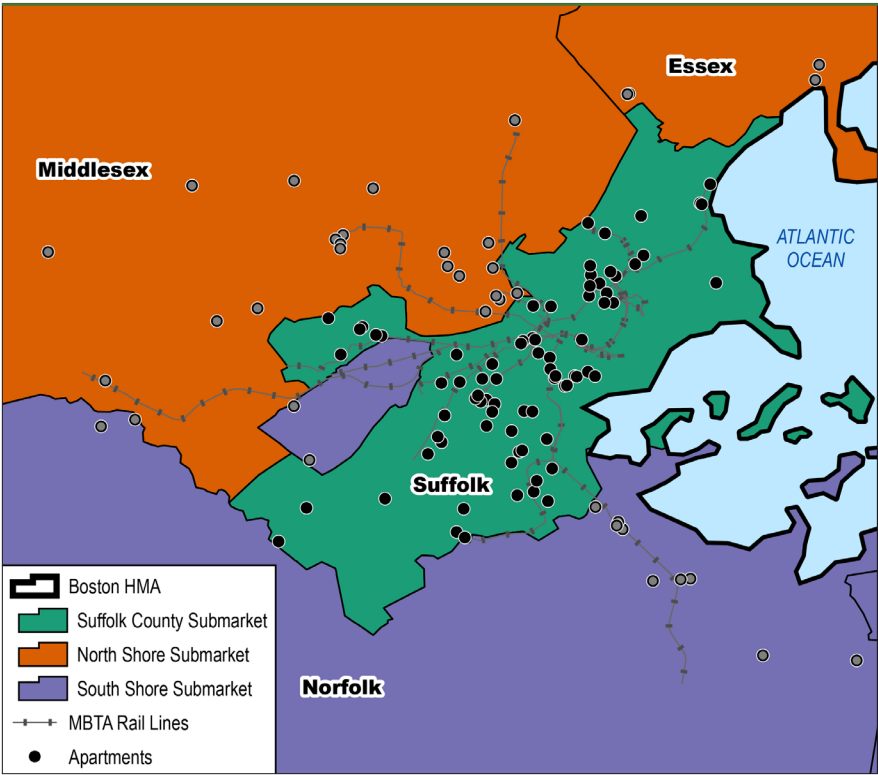 Essex
Middlesex
ATLANTIC
OCEAN
Suffolk
Norfolk
Boston HMA
Suffolk County Submarket
North Shore Submarket
South Shore Submarket
MBTA Rail Lines
Apartments